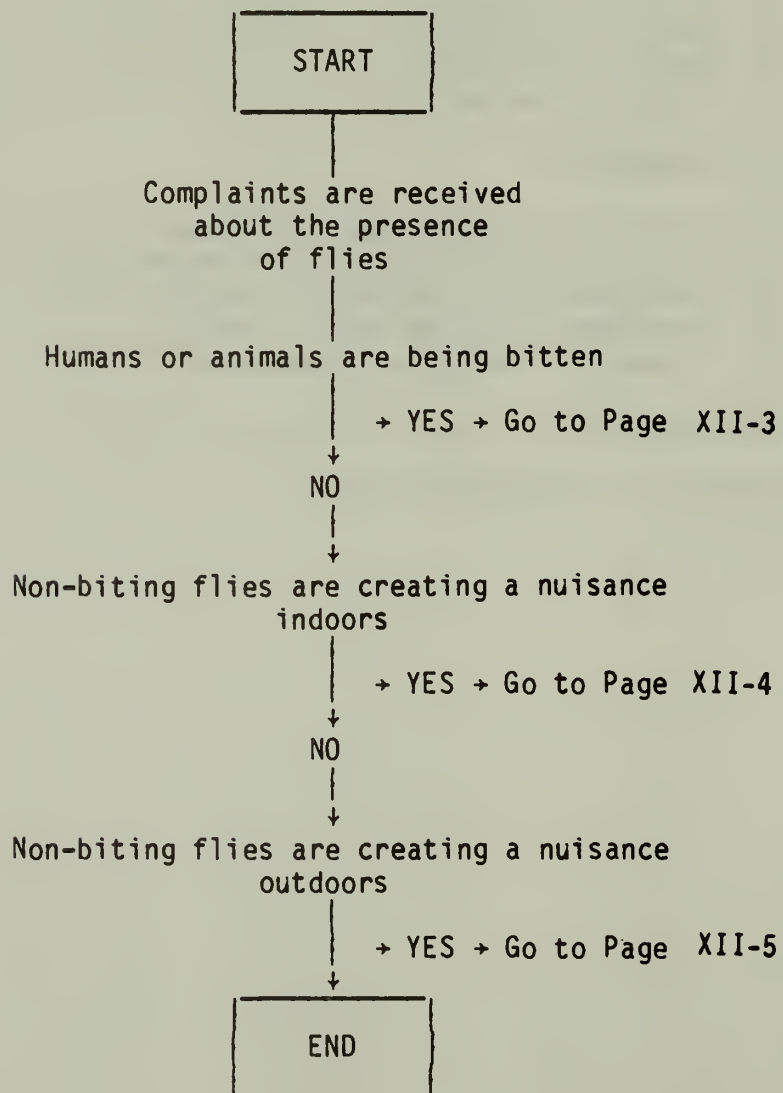 START
Complaints are received
about the presence
of flies
Humans or animals are being bitten
→ YES → Go to Page XII-3
NO
Non-biting flies are creating a nuisance
indoors
→ YES → Go to Page XII-4
NO
Non-biting flies are creating a nuisance
outdoors
→ YES → Go to Page XII-5
END